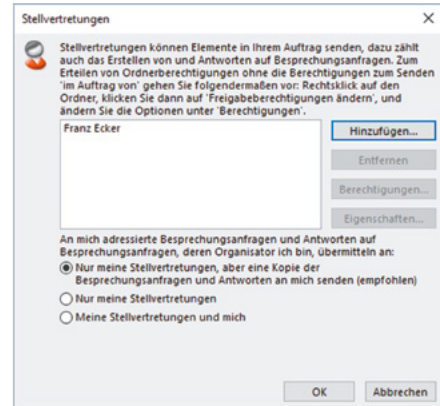 Stellvertretungen
Stellvertretungen können Elemente in Ihrem Auftrag senden, dazu zählt
auch das Erstellen von und Antworten auf Besprechungsanfragen. Zum
Erteilen von Ordnerberechtigungen ohne die Berechtigungen zum Senden
'im Auftrag von' gehen Sie folgendermaßen vor: Rechtsklick auf den
Ordner, klicken Sie dann auf 'Freigabeberechtigungen ändern', und
ändern Sie die Optionen unter 'Berechtigungen'.
Franz Ecker
Hinzufügen...
Entfernen
Berechtigungen...
Eigenschaften...
An mich adressierte Besprechungsanfragen und Antworten auf
Besprechungsanfragen, deren Organisator ich bin, übermitteln an:
Nur meine Stellvertretungen, aber eine Kopie der
Besprechungsanfragen und Antworten an mich senden (empfohlen)
Nur meine Stellvertretungen
Meine Stellvertretungen und mich
OK
Abbrechen